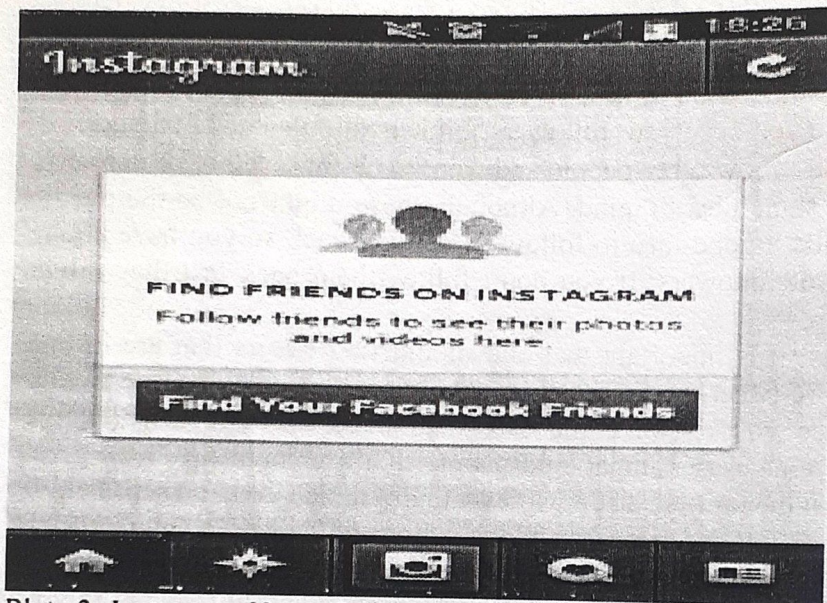 18:26
Instagram
FIND FRIENDS ON INSTAGRAM
Follow friends to see their photos
and videos here.
Find Your Facebook Friends